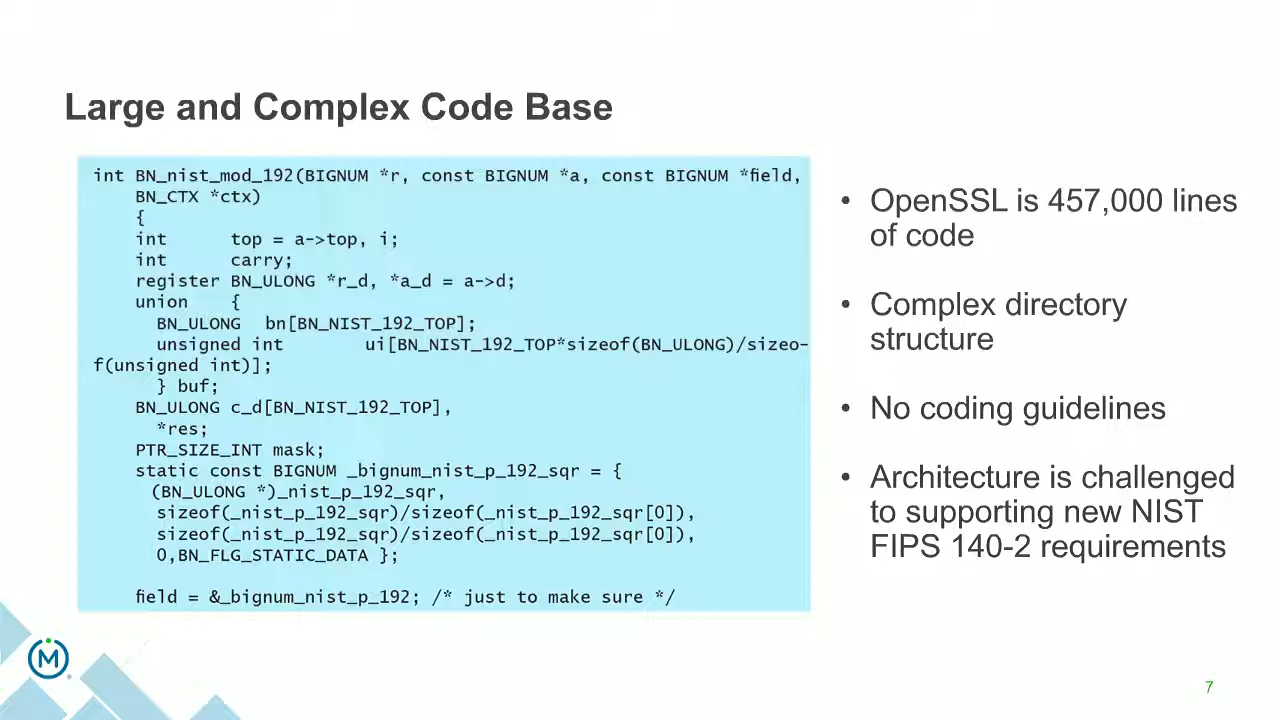 Large and Complex Code Base
int BN_nist_mod_192(BIGNUM *r, const BIGNUM *a, const BIGNUM *field,
BN_CTX *ctx)
{
int top = a->top, i;
int carry;
register BN_ULONG *r_d, *a_d = a->d;
union {
BN_ULONG bn[BN_NIST_192_TOP];
unsigned int ui[BN_NIST_192_TOP*sizeof(BN_ULONG)/sizeo-
f(unsigned int)];
} buf;
BN_ULONG c_d[BN_NIST_192_TOP],
*res;
PTR_SIZE_INT mask;
static const BIGNUM _bignum_nist_p_192_sqr = {
(BN_ULONG *)_nist_p_192_sqr,
sizeof(_nist_p_192_sqr)/sizeof(_nist_p_192_sqr[0]),
sizeof(_nist_p_192_sqr)/sizeof(_nist_p_192_sqr[0]),
0,BN_FLG_STATIC_DATA };
field = &_bignum_nist_p_192; /* just to make sure */
• OpenSSL is 457,000 lines
of code
• Complex directory
structure
• No coding guidelines
• Architecture is challenged
to supporting new NIST
FIPS 140-2 requirements
M
7